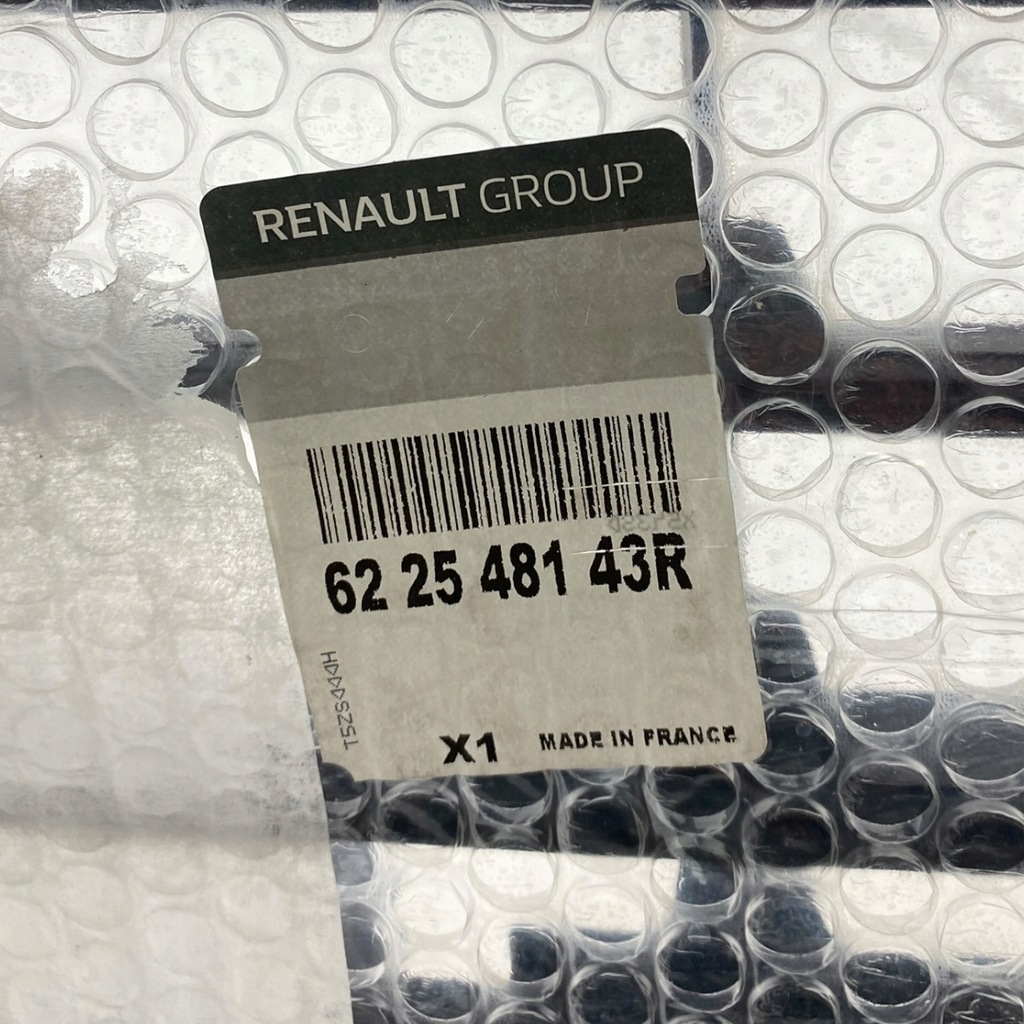 RENAULT GROUP
62 25 481 43R
X1
MADE IN FRANCE